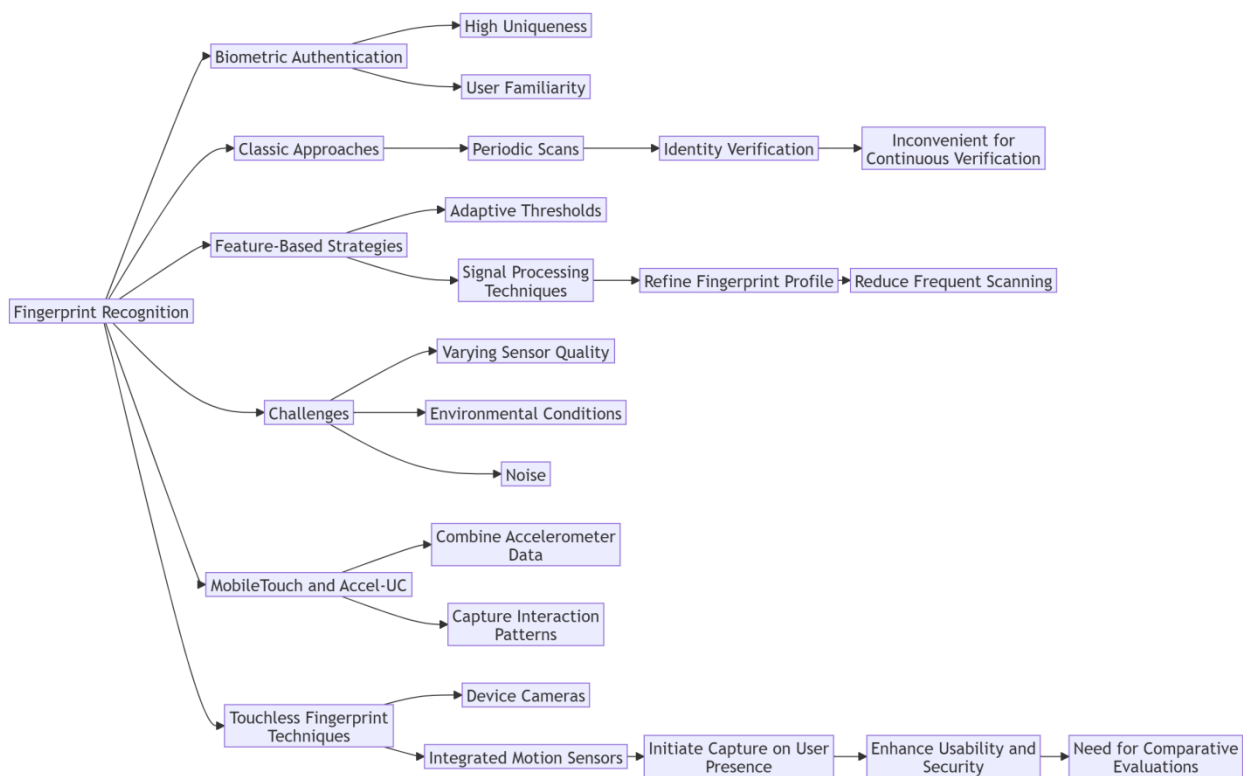 High Uniqueness
Biometric Authentication
User Familiarity
Classic Approaches
Periodic Scans
Identity Verification
Inconvenient for
Continuous Verification
Adaptive Thresholds
Feature-Based Strategies
Signal Processing
Techniques
Refine Fingerprint Profile
Reduce Frequent Scanning
Fingerprint Recognition
Varying Sensor Quality
Challenges
Environmental Conditions
Noise
Combine Accelerometer
Data
MobileTouch and Accel-UC
Capture Interaction
Patterns
Device Cameras
Touchless Fingerprint
Techniques
Integrated Motion Sensors
Initiate Capture on User
Presence
Enhance Usability and
Security
Need for Comparative
Evaluations